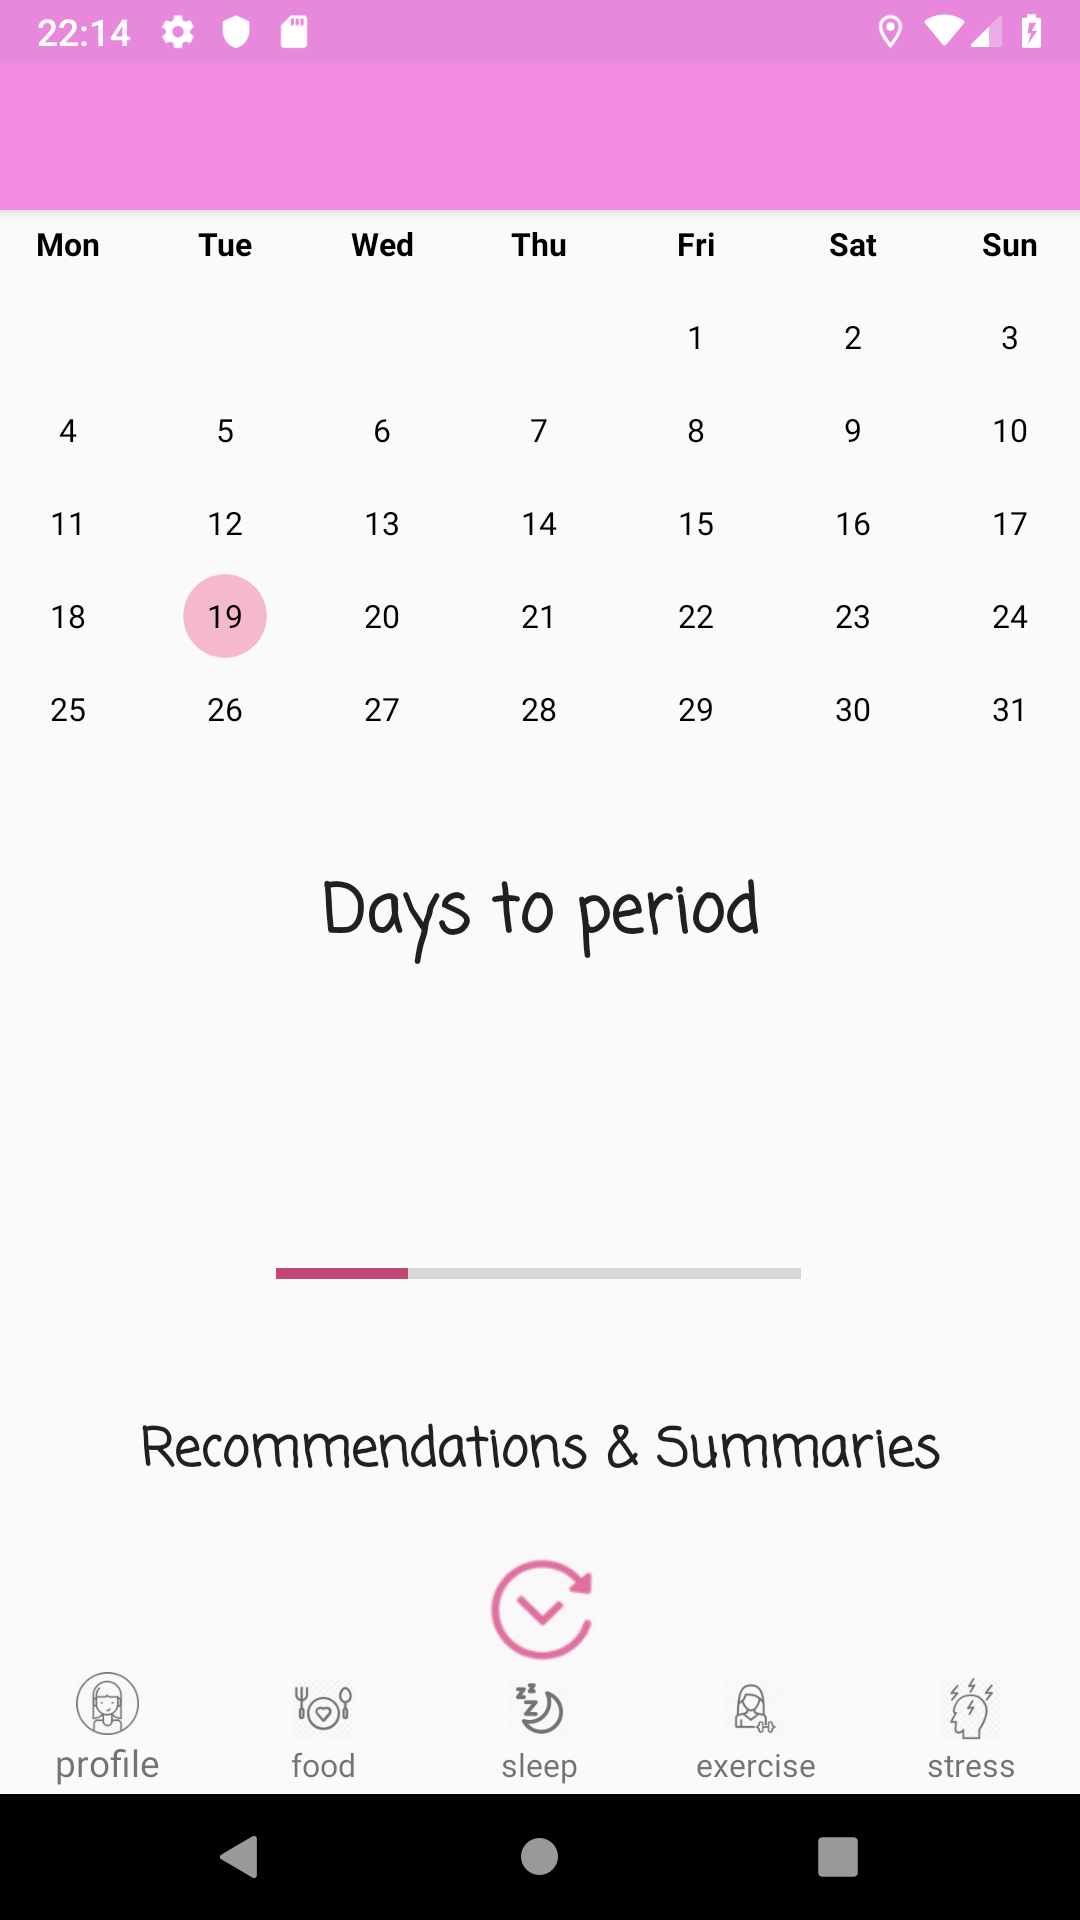 22:14
Mon Tue Wed Thu Fri Sat Sun
1 2 3
4 5 6 7 8 9 10
11 12 13 14 15 16 17
18 19 20 21 22 23 24
25 26 27 28 29 30 31
Days to period
Recommendations & Summaries
profile food sleep exercise stress